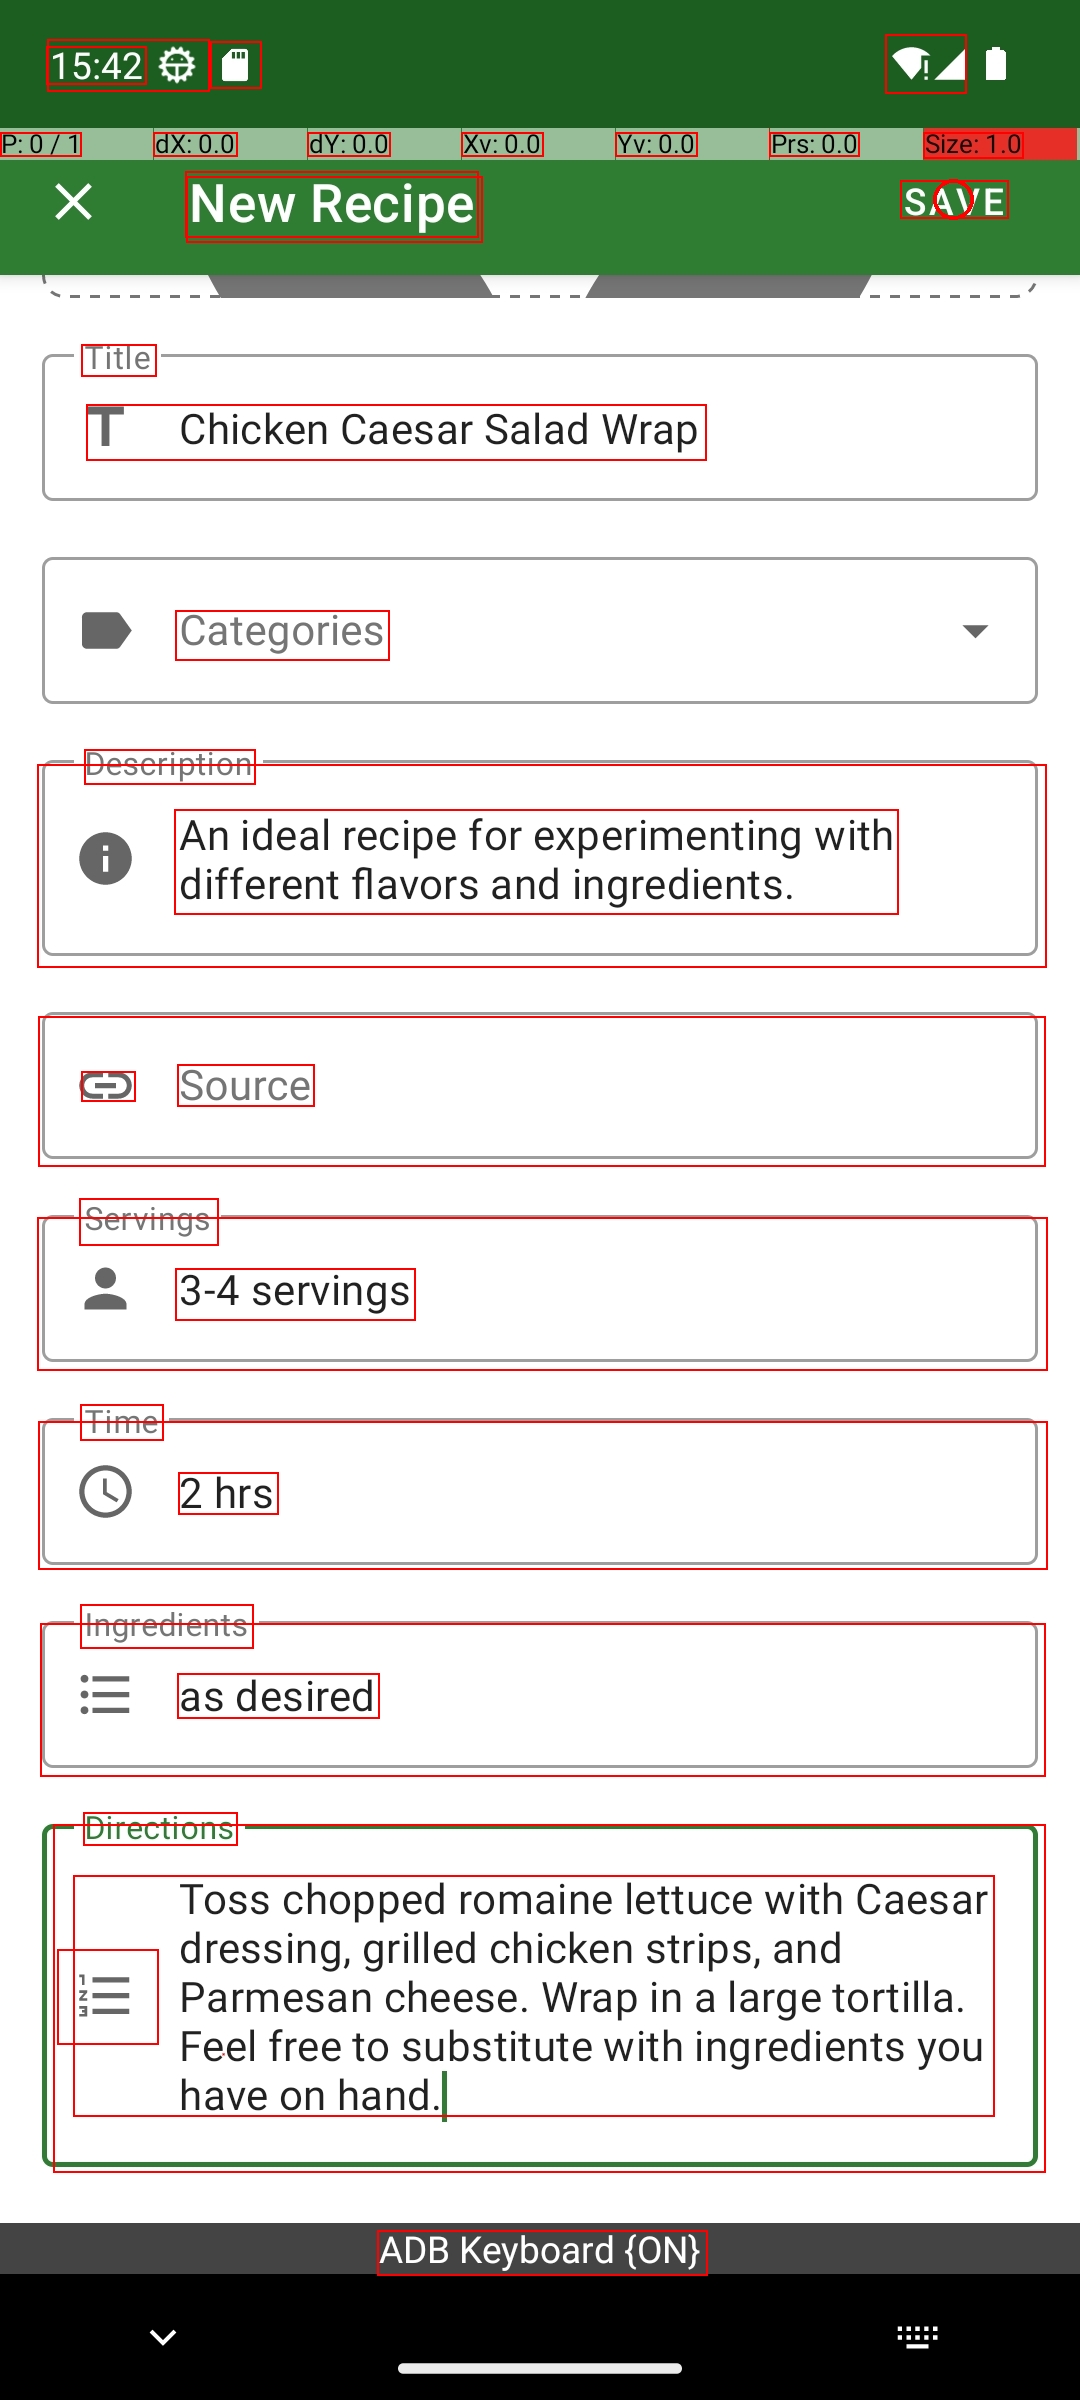 15:42
P: 0 / 1 dX: 0.0 dY: 0.0 Xv: 0.0 Yv: 0.0 Prs: 0.0 Size: 1.0
New Recipe SAVE
Title
Chicken Caesar Salad Wrap
Categories
Description
An ideal recipe for experimenting with
different flavors and ingredients.
Source
Servings
3-4 servings
Time
2 hrs
Ingredients
as desired
Directions
Toss chopped romaine lettuce with Caesar
dressing, grilled chicken strips, and
Parmesan cheese. Wrap in a large tortilla.
Feel free to substitute with ingredients you
have on hand.
ADB Keyboard {ON}